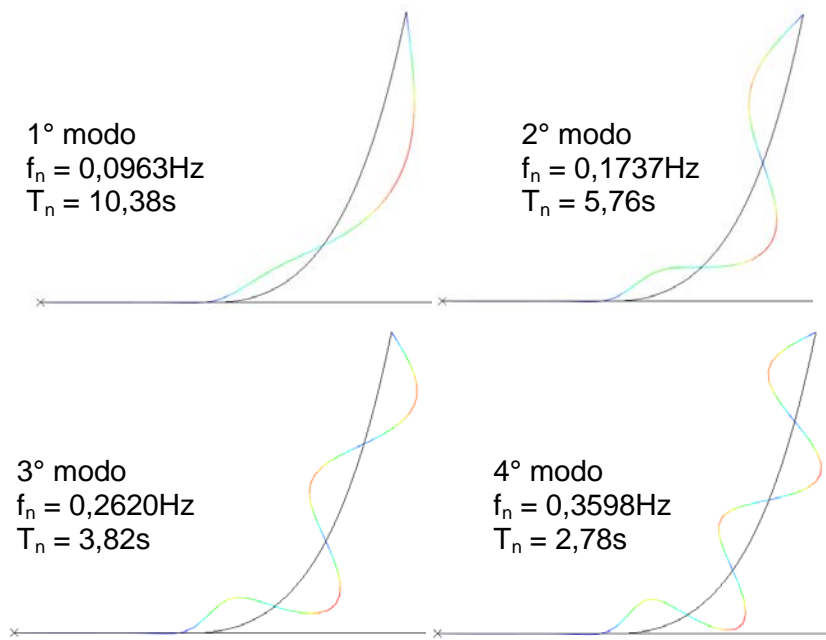 1° modo
fₙ = 0,0963Hz
Tₙ = 10,38s
2° modo
fₙ = 0,1737Hz
Tₙ = 5,76s
3° modo
fₙ = 0,2620Hz
Tₙ = 3,82s
4° modo
fₙ = 0,3598Hz
Tₙ = 2,78s